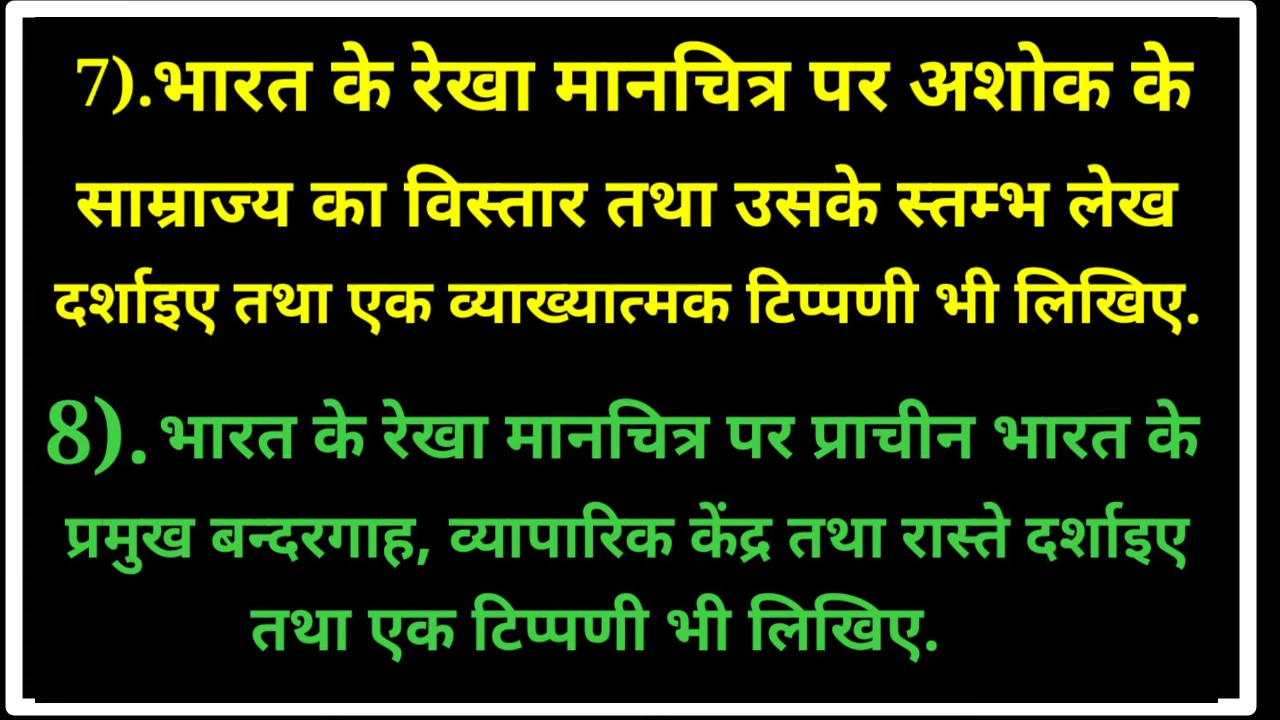 7).भारत के रेखा मानचित्र पर अशोक के
साम्राज्य का विस्तार तथा उसके स्तम्भ लेख
दर्शाइए तथा एक व्याख्यात्मक टिप्पणी भी लिखिए.
8). भारत के रेखा मानचित्र पर प्राचीन भारत के
प्रमुख बन्दरगाह, व्यापारिक केंद्र तथा रास्ते दर्शाइए
तथा एक टिप्पणी भी लिखिए.